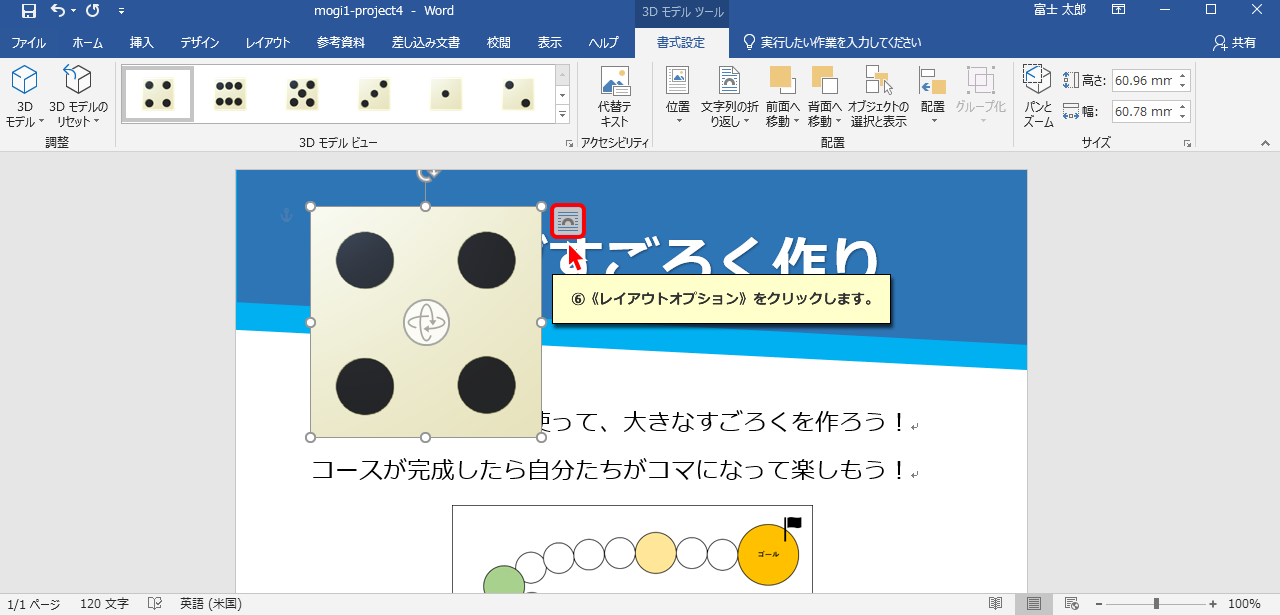 mogi1-project4 - Word
3D モデル ツール
富士 太郎
ファイル ホーム 挿入 デザイン レイアウト 参考資料 差し込み文書 校閲 表示 ヘルプ 書式設定 実行したい作業を入力してください 共有
3D モデル
3D モデルのリセット
調整
3D モデル ビュー
代替テキスト
アクセシビリティ
位置
文字列の折り返し
前面へ移動
背面へ移動
オブジェクトの選択と表示
配置
グループ化
配置
パンとズーム
高さ: 60.96 mm
幅: 60.78 mm
サイズ
すごろく作り
⑥《レイアウトオプション》をクリックします。
使って、大きなすごろくを作ろう！
コースが完成したら自分たちがコマになって楽しもう！
ゴール
1/1 ページ 120 文字 英語 (米国) 100%